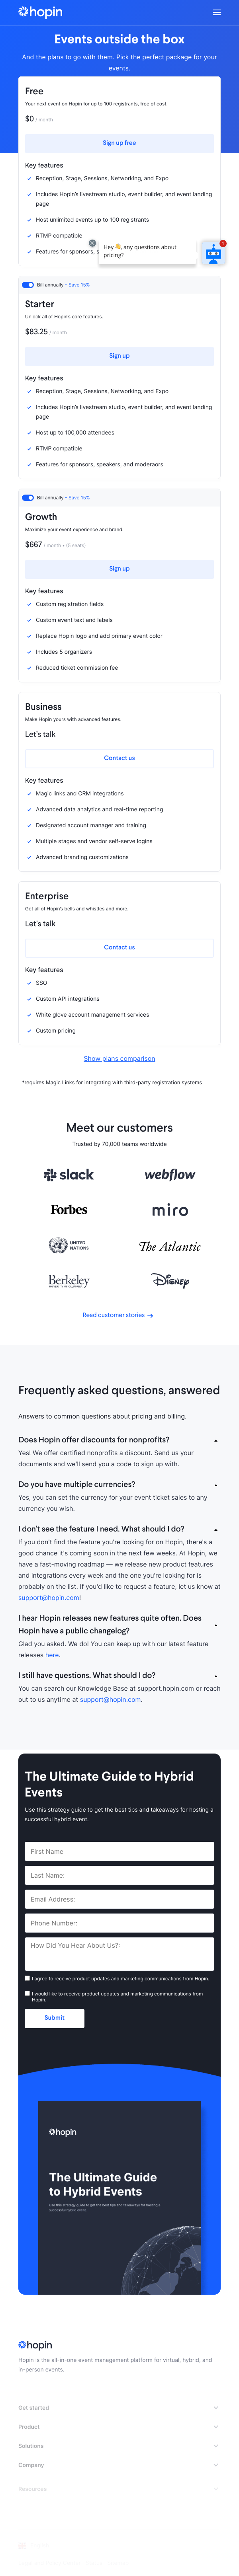 hopin
Events outside the box
And the plans to go with them. Pick the perfect package for your
events.
Free
Your next event on Hopin for up to 100 registrants, free of cost.
$0 / month
Sign up free
Key features
Reception, Stage, Sessions, Networking, and Expo
Includes Hopin's livestream studio, event builder, and event landing
page
Host unlimited events up to 100 registrants
RTMP compatible
Features for sponsors, s
Hey 👋, any questions about
pricing?
1
Bill annually - Save 15%
Starter
Unlock all of Hopin's core features.
$83.25 / month
Sign up
Key features
Reception, Stage, Sessions, Networking, and Expo
Includes Hopin's livestream studio, event builder, and event landing
page
Host up to 100,000 attendees
RTMP compatible
Features for sponsors, speakers, and moderaors
Bill annually - Save 15%
Growth
Maximize your event experience and brand.
$667 / month • (5 seats)
Sign up
Key features
Custom registration fields
Custom event text and labels
Replace Hopin logo and add primary event color
Includes 5 organizers
Reduced ticket commission fee
Business
Make Hopin yours with advanced features.
Let's talk
Contact us
Key features
Magic links and CRM integrations
Advanced data analytics and real-time reporting
Designated account manager and training
Multiple stages and vendor self-serve logins
Advanced branding customizations
Enterprise
Get all of Hopin's bells and whistles and more.
Let's talk
Contact us
Key features
SSO
Custom API integrations
White glove account management services
Custom pricing
Show plans comparison
*requires Magic Links for integrating with third-party registration systems
Meet our customers
Trusted by 70,000 teams worldwide
slack
webflow
Forbes
miro
UNITED
NATIONS
The Atlantic
Berkeley
UNIVERSITY OF CALIFORNIA
Disney
Read customer stories
Frequently asked questions, answered
Answers to common questions about pricing and billing.
Does Hopin offer discounts for nonprofits?
Yes! We offer certified nonprofits a discount. Send us your
documents and we'll send you a code to sign up with.
Do you have multiple currencies?
Yes, you can set the currency for your event ticket sales to any
currency you wish.
I don't see the feature I need. What should I do?
If you don't find the feature you're looking for on Hopin, there's a
good chance it's coming soon in the next few weeks. At Hopin, we
have a fast-moving roadmap — we release new product features
and integrations every week and the one you're looking for is
probably on the list. If you'd like to request a feature, let us know at
support@hopin.com!
I hear Hopin releases new features quite often. Does
Hopin have a public changelog?
Glad you asked. We do! You can keep up with our latest feature
releases here.
I still have questions. What should I do?
You can search our Knowledge Base at support.hopin.com or reach
out to us anytime at support@hopin.com.
The Ultimate Guide to Hybrid
Events
Use this strategy guide to get the best tips and takeaways for hosting a
successful hybrid event.
First Name
Last Name:
Email Address:
Phone Number:
How Did You Hear About Us?:
I agree to receive product updates and marketing communications from Hopin.
I would like to receive product updates and marketing communications from
Hopin.
Submit
hopin
The Ultimate Guide
to Hybrid Events
Use this strategy guide to get the best tips and takeaways for hosting a
successful hybrid event.
hopin
Hopin is the all-in-one event management platform for virtual, hybrid, and
in-person events.
Get started
Product
Solutions
Company
Resources